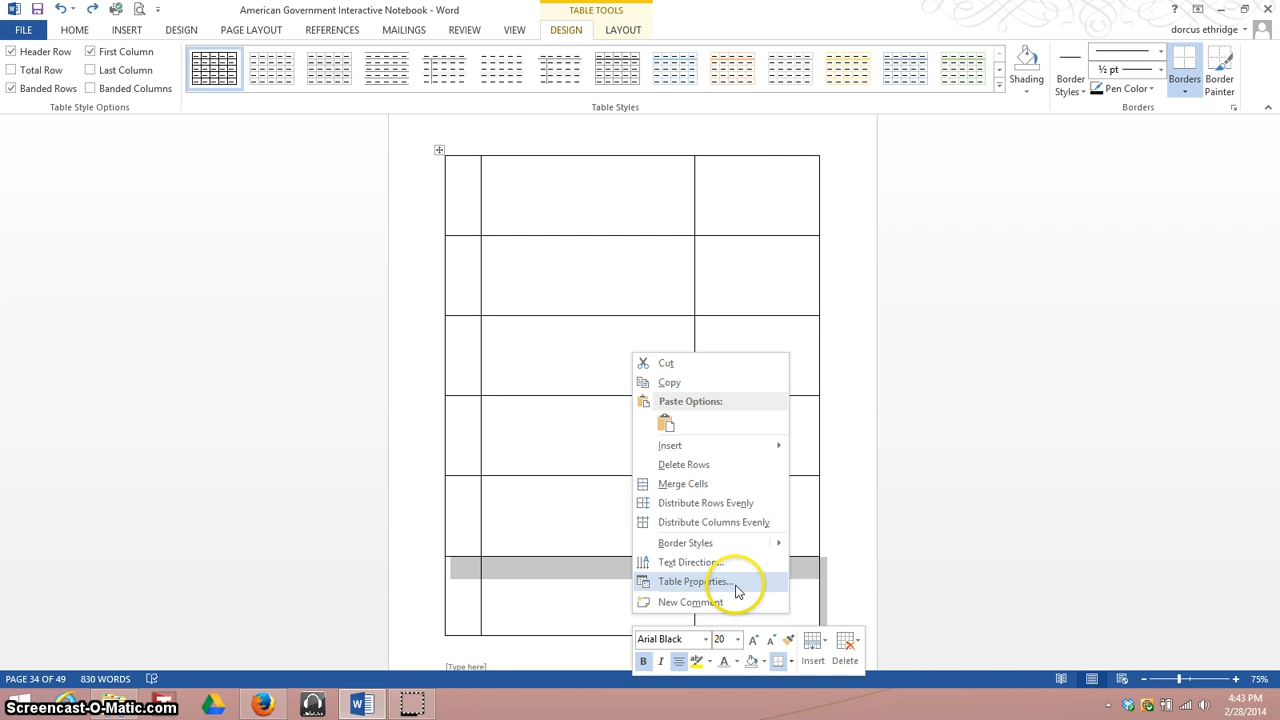 American Government Interactive Notebook - Word
TABLE TOOLS
FILE HOME INSERT DESIGN PAGE LAYOUT REFERENCES MAILINGS REVIEW VIEW DESIGN LAYOUT
dorcus ethridge
Header Row First Column
Total Row Last Column
Banded Rows Banded Columns
Table Style Options
Table Styles
Shading
Border Styles
½ pt
Pen Color
Borders
Border Painter
Borders
Cut
Copy
Paste Options:
Insert
Delete Rows
Merge Cells
Distribute Rows Evenly
Distribute Columns Evenly
Border Styles
Text Direction...
Table Properties...
New Comment
Arial Black 20
B I A
Insert Delete
[Type here]
PAGE 34 OF 49 830 WORDS
75%
Screencast-O-Matic.com
4:43 PM
2/28/2014